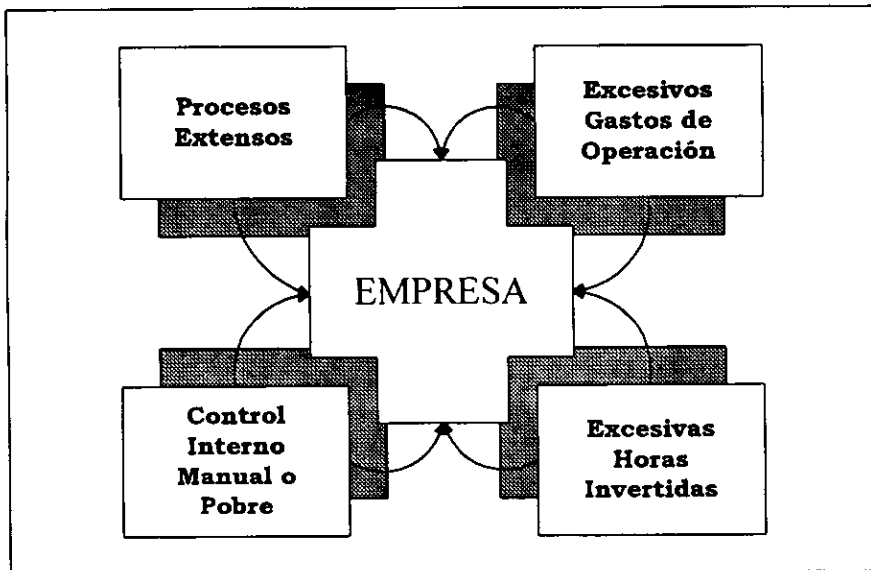 Procesos
Extensos
Excesivos
Gastos de
Operación
EMPRESA
Control
Interno
Manual o
Pobre
Excesivas
Horas
Invertidas